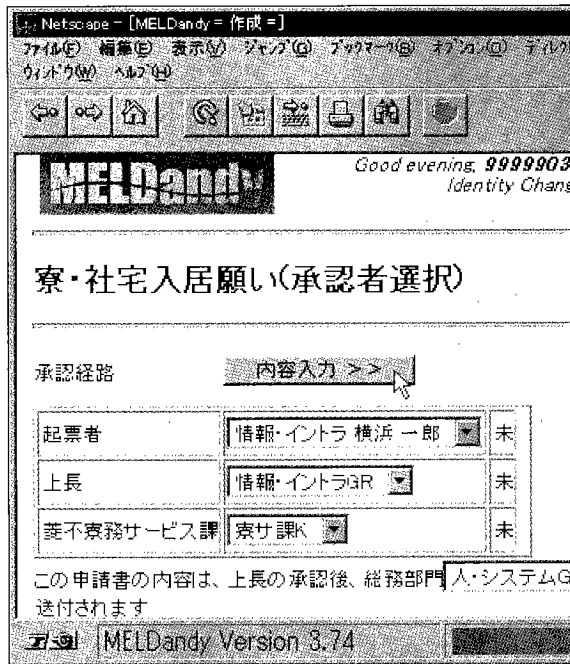 Netscape - [MELDandy = 作成 =]
ファイル(F) 編集(E) 表示(V) ジャンプ(G) ブックマーク(B) オプション(O) ディレク
ウィンドウ(W) ヘルプ(H)
MELDandy
Good evening, 9999903
Identity Chang
寮・社宅入居願い(承認者選択)
承認経路 内容入力 >>
起票者 情報・イントラ 横浜 一郎 未
上長 情報・イントラGR 未
菱不寮務サービス課 寮サ課K 未
この申請書の内容は、上長の承認後、総務部門 人・システムG
送付されます
MELDandy Version 3.74